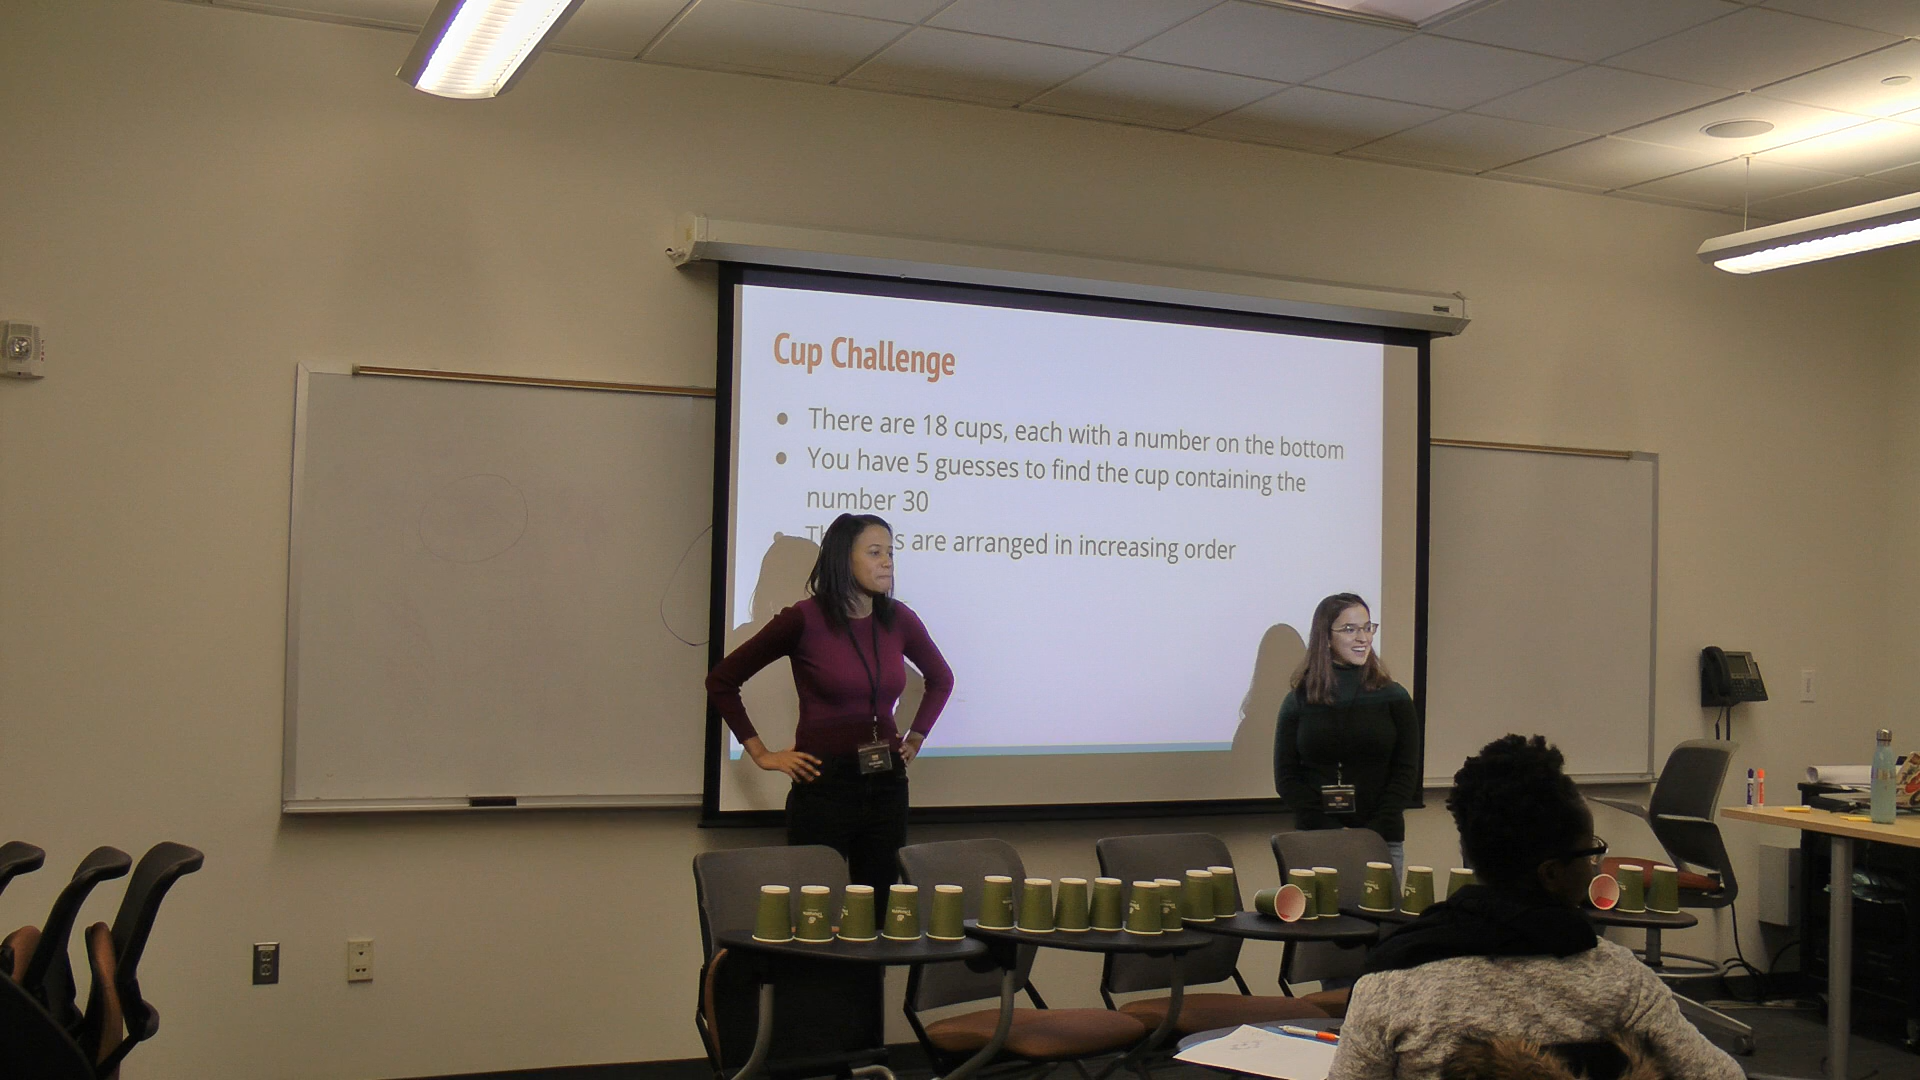 Cup Challenge
There are 18 cups, each with a number on the bottom
You have 5 guesses to find the cup containing the
number 30
are arranged in increasing order